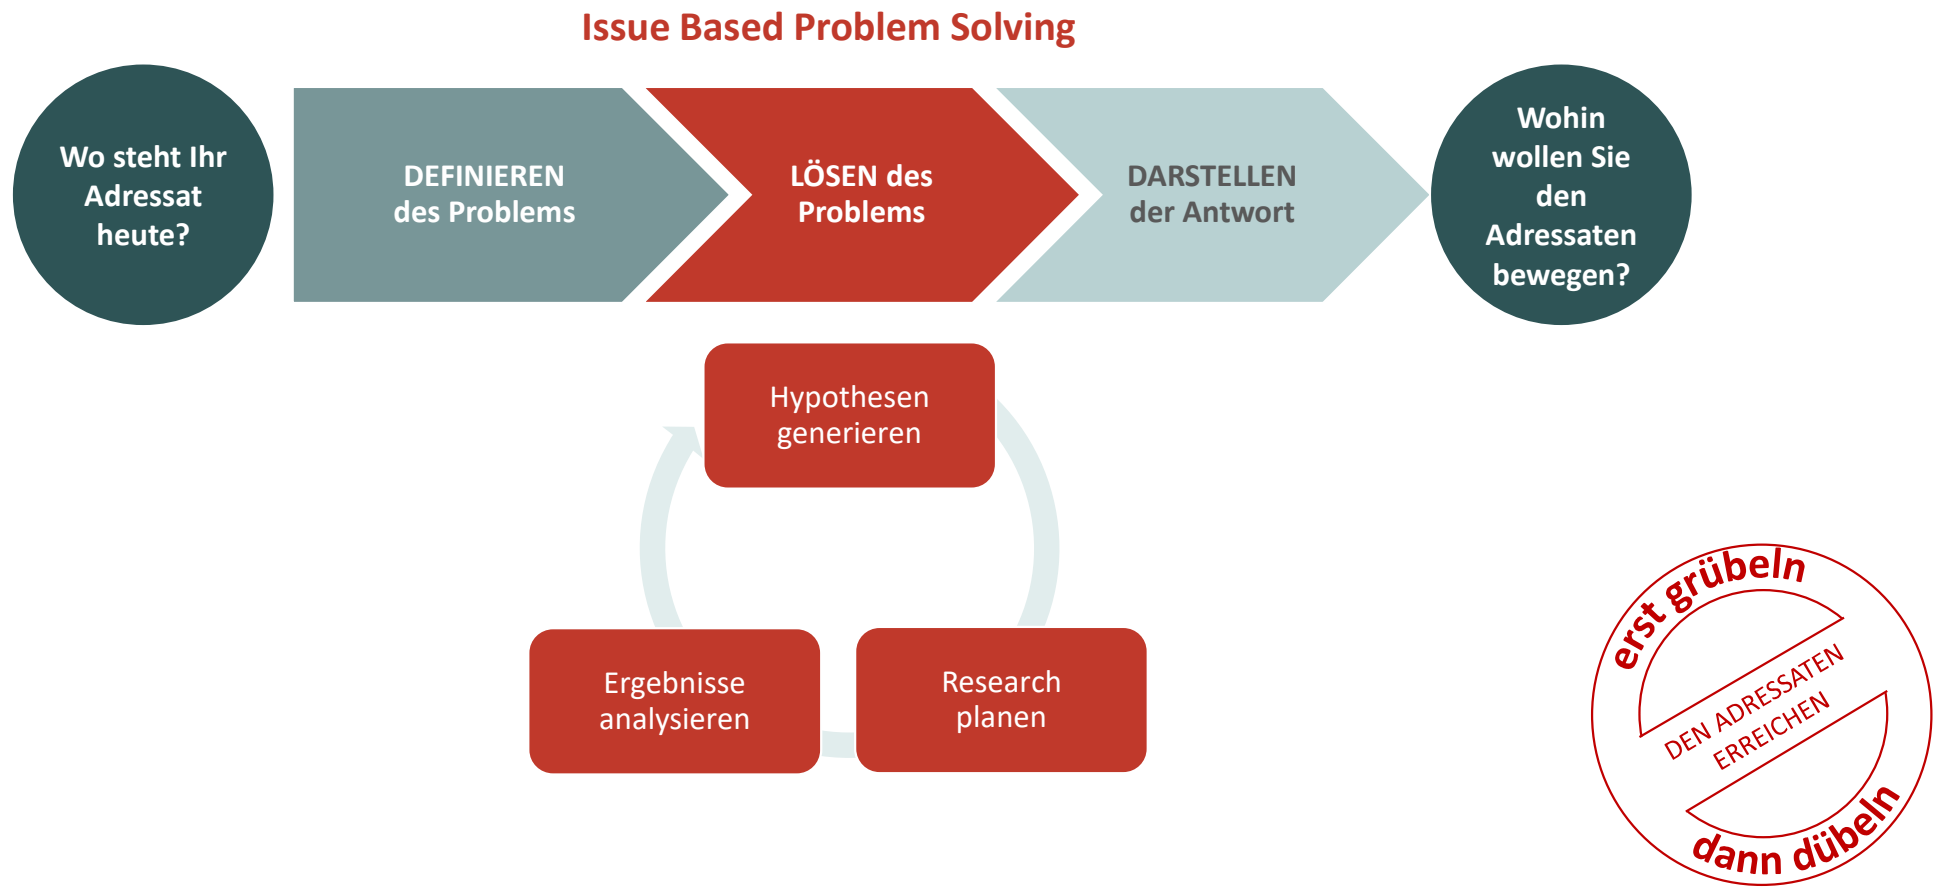 Issue Based Problem Solving
Wo steht Ihr
Adressat
heute?
DEFINIEREN
des Problems
LÖSEN des
Problems
DARSTELLEN
der Antwort
Wohin
wollen Sie
den
Adressaten
bewegen?
Hypothesen
generieren
Ergebnisse
analysieren
Research
planen
erst grübeln
DEN ADRESSATEN
ERREICHEN
dann dübeln